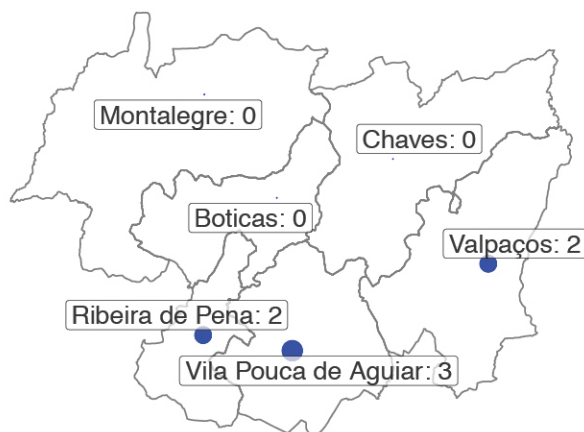 Montalegre: 0
Chaves: 0
Boticas: 0
Valpaços: 2
Ribeira de Pena: 2
Vila Pouca de Aguiar: 3